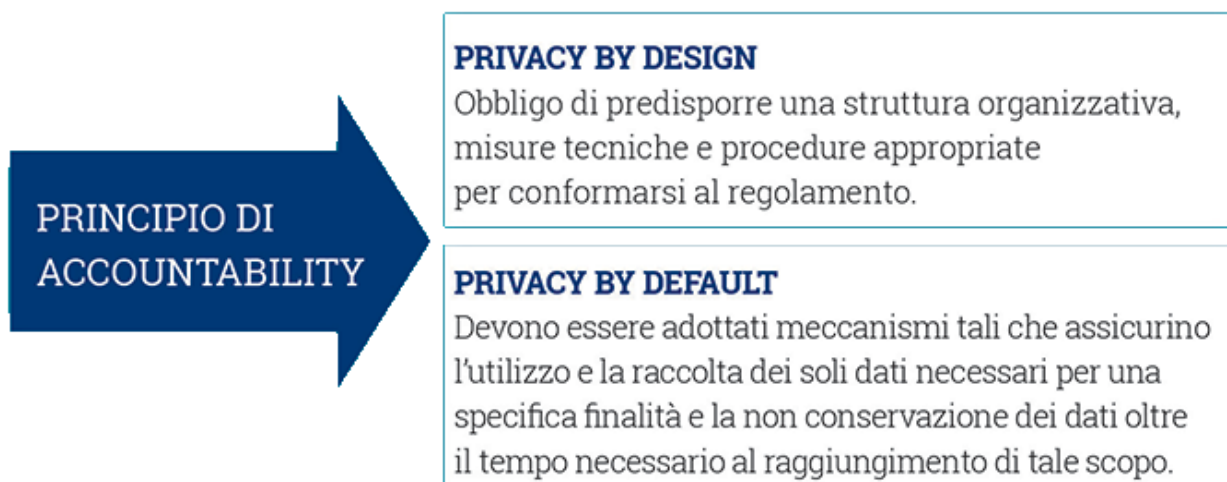 PRINCIPIO DI
ACCOUNTABILITY
PRIVACY BY DESIGN
Obbligo di predisporre una struttura organizzativa,
misure tecniche e procedure appropriate
per conformarsi al regolamento.
PRIVACY BY DEFAULT
Devono essere adottati meccanismi tali che assicurino
l'utilizzo e la raccolta dei soli dati necessari per una
specifica finalità e la non conservazione dei dati oltre
il tempo necessario al raggiungimento di tale scopo.